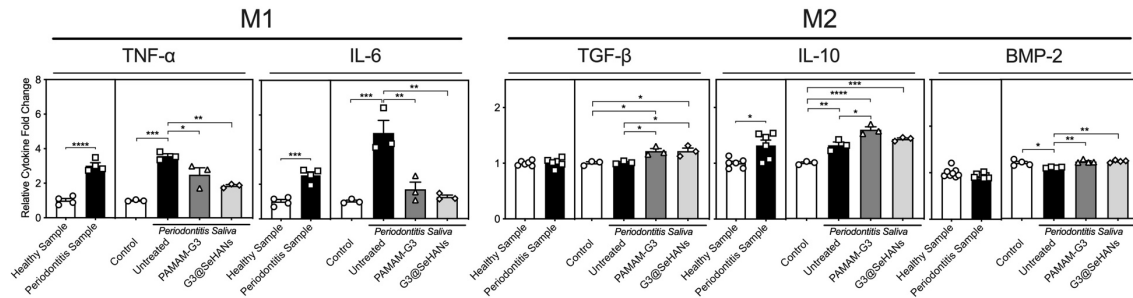 M1
M2
TNF-α
IL-6
TGF-β
IL-10
BMP-2
Relative Cytokine Fold Change
8
6
4
2
0
****
***
*
**
***
***
**
**
2
1
0
*
*
*
*
*
**
*
****
***
*
**
**
Healthy Sample
Periodontitis Sample
Control
Untreated
PAMAM-G3
G3@SeHANs
Periodontitis Saliva
Healthy Sample
Periodontitis Sample
Control
Untreated
PAMAM-G3
G3@SeHANs
Periodontitis Saliva
Healthy Sample
Periodontitis Sample
Control
Untreated
PAMAM-G3
G3@SeHANs
Periodontitis Saliva
Healthy Sample
Periodontitis Sample
Control
Untreated
PAMAM-G3
G3@SeHANs
Periodontitis Saliva
Healthy Sample
Periodontitis Sample
Control
Untreated
PAMAM-G3
G3@SeHANs
Periodontitis Saliva